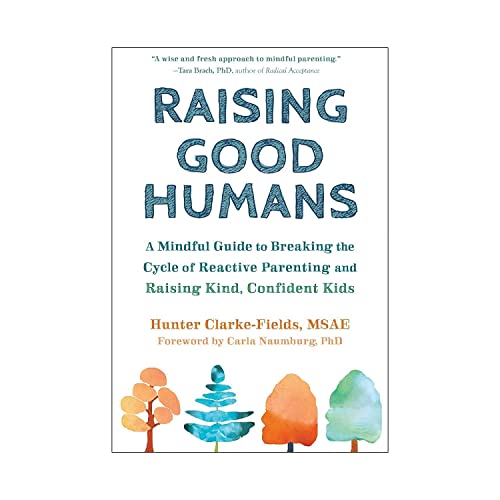 "A wise and fresh approach to mindful parenting."
—Tara Brach, PhD, author of Radical Acceptance
RAISING
GOOD
HUMANS
A Mindful Guide to Breaking the
Cycle of Reactive Parenting and
Raising Kind, Confident Kids
Hunter Clarke-Fields, MSAE
Foreword by Carla Naumburg, PhD